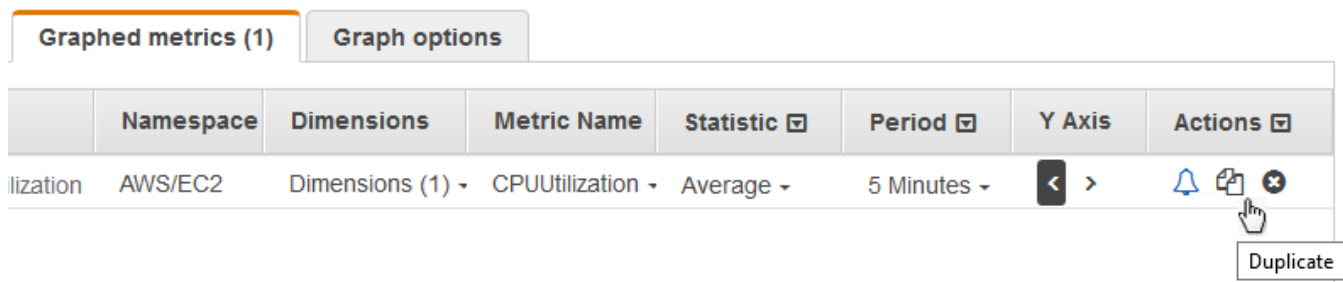 Graphed metrics (1) Graph options
Namespace Dimensions Metric Name Statistic Period Y Axis Actions
ilization AWS/EC2 Dimensions (1) CPUUtilization Average 5 Minutes < >
Duplicate